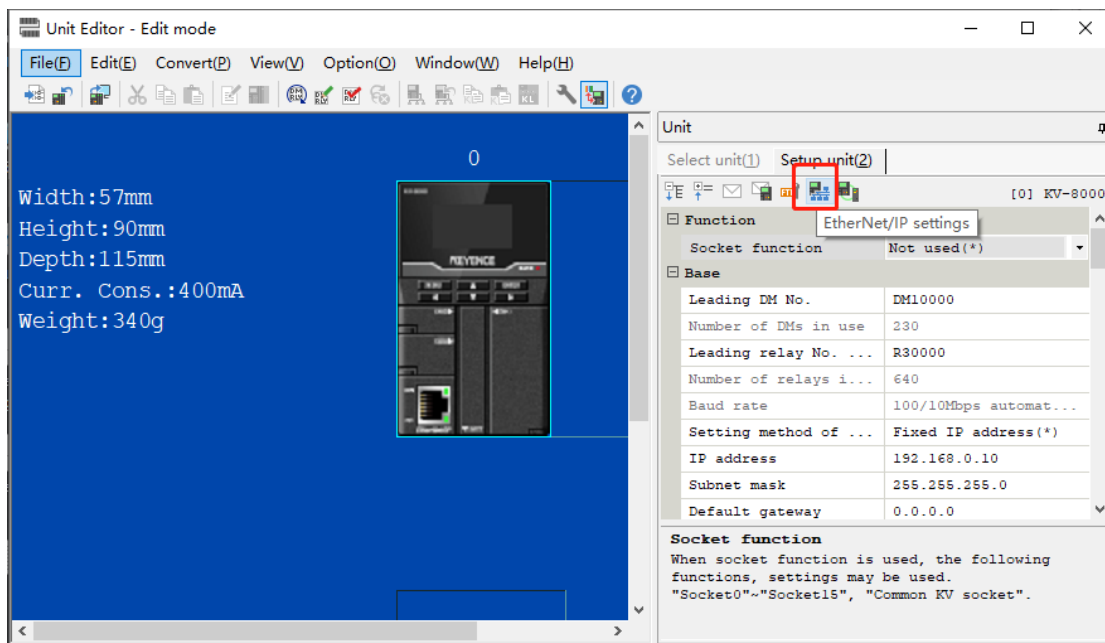 Unit Editor - Edit mode
File(F) Edit(E) Convert(P) View(V) Option(O) Window(W) Help(H)
0
Width:57mm
Height:90mm
Depth:115mm
Curr. Cons.:400mA
Weight:340g
KEYENCE
Unit
Select unit(1) Setup unit(2)
[0] KV-8000
EtherNet/IP settings
Function
Socket function Not used(*)
Base
Leading DM No. DM10000
Number of DMs in use 230
Leading relay No. ... R30000
Number of relays i... 640
Baud rate 100/10Mbps automat...
Setting method of ... Fixed IP address(*)
IP address 192.168.0.10
Subnet mask 255.255.255.0
Default gateway 0.0.0.0
Socket function
When socket function is used, the following
functions, settings may be used.
"Socket0"~"Socket15", "Common KV socket".